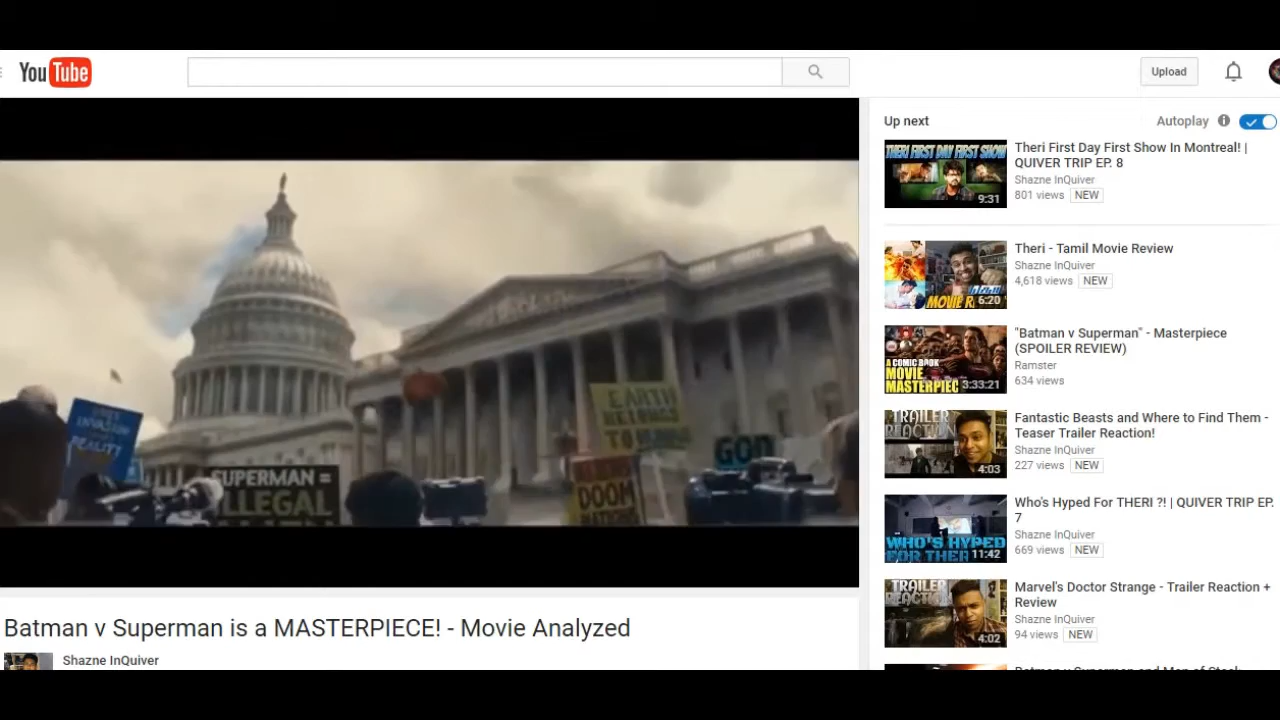 YouTube
Upload
Up next
Autoplay
THERI FIRST DAY FIRST SHOW
9:31
Theri First Day First Show In Montreal! |
QUIVER TRIP EP. 8
Shazne InQuiver
801 views NEW
MOVIE R
6:20
Theri - Tamil Movie Review
Shazne InQuiver
4,618 views NEW
A COMIC BOOK
MOVIE
MASTERPIEC
3:33:21
"Batman v Superman" - Masterpiece
(SPOILER REVIEW)
Ramster
634 views
TRAILER
REACTION
4:03
Fantastic Beasts and Where to Find Them -
Teaser Trailer Reaction!
Shazne InQuiver
227 views NEW
WHO'S HYPED
FOR THERI
11:42
Who's Hyped For THERI ?! | QUIVER TRIP EP.
7
Shazne InQuiver
669 views NEW
TRAILER
REACTION
4:02
Marvel's Doctor Strange - Trailer Reaction +
Review
Shazne InQuiver
94 views NEW
INVASION
REALITY
SUPERMAN =
ILLEGAL
EARTH
BELONGS
TO
DOOM
GOD
Batman v Superman is a MASTERPIECE! - Movie Analyzed
Shazne InQuiver